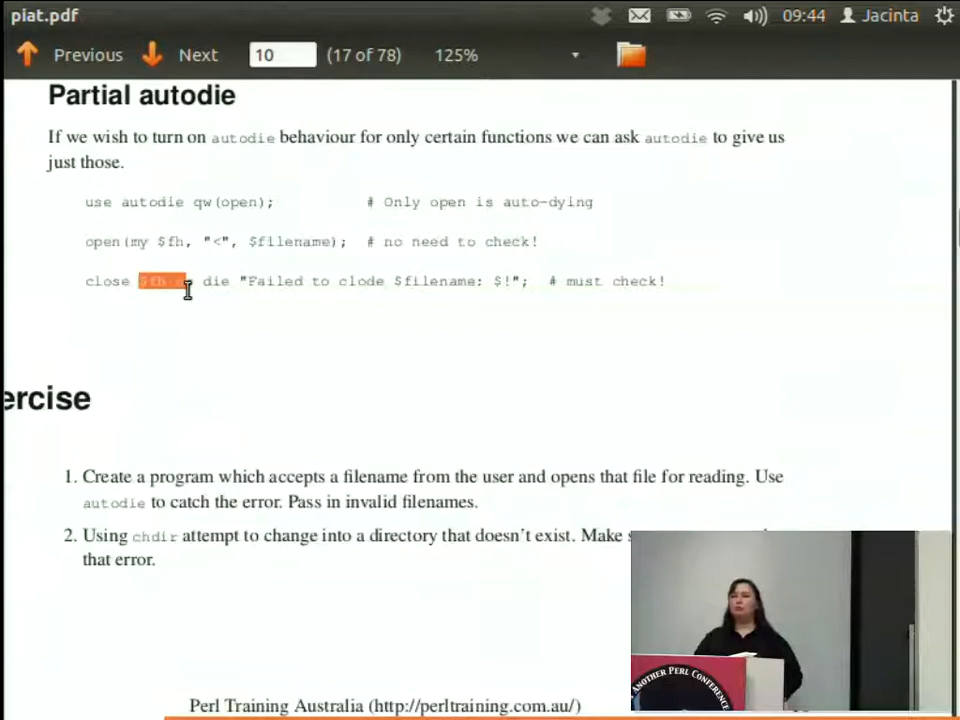 piat.pdf 09:44 Jacinta
Previous Next 10 (17 of 78) 125%
Partial autodie
If we wish to turn on autodie behaviour for only certain functions we can ask autodie to give us
just those.
use autodie qw(open); # Only open is auto-dying
open(my $fh, "<", $filename); # no need to check!
close $fh die "Failed to clode $filename: $!"; # must check!
ercise
1. Create a program which accepts a filename from the user and opens that file for reading. Use
autodie to catch the error. Pass in invalid filenames.
2. Using chdir attempt to change into a directory that doesn't exist. Make
that error.
ANOTHER PERL CONFERENCE
Perl Training Australia (http://perltraining.com.au/)